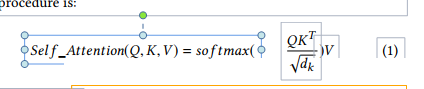 procedure is:
Self_Attention(Q, K, V) = softmax( QK^T / √d_k )V (1)